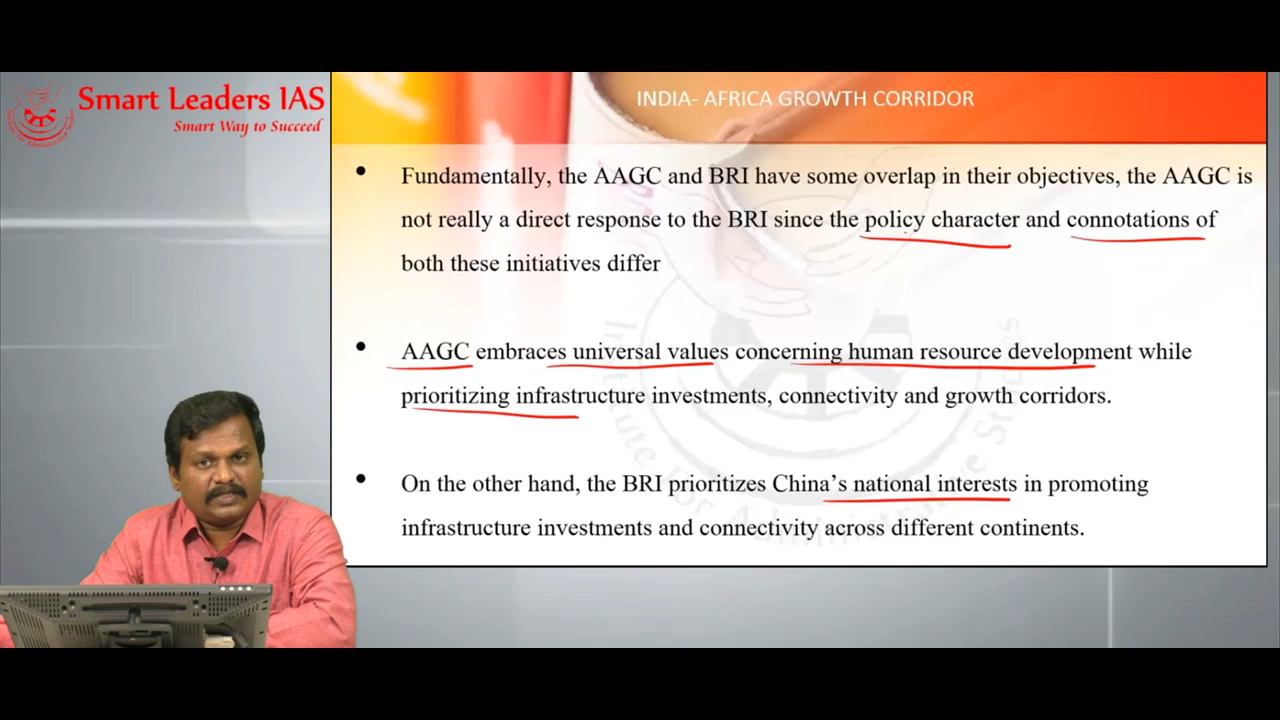 Smart Leaders IAS
Smart Way to Succeed
INDIA- AFRICA GROWTH CORRIDOR
• Fundamentally, the AAGC and BRI have some overlap in their objectives, the AAGC is
not really a direct response to the BRI since the policy character and connotations of
both these initiatives differ
• AAGC embraces universal values concerning human resource development while
prioritizing infrastructure investments, connectivity and growth corridors.
• On the other hand, the BRI prioritizes China's national interests in promoting
infrastructure investments and connectivity across different continents.